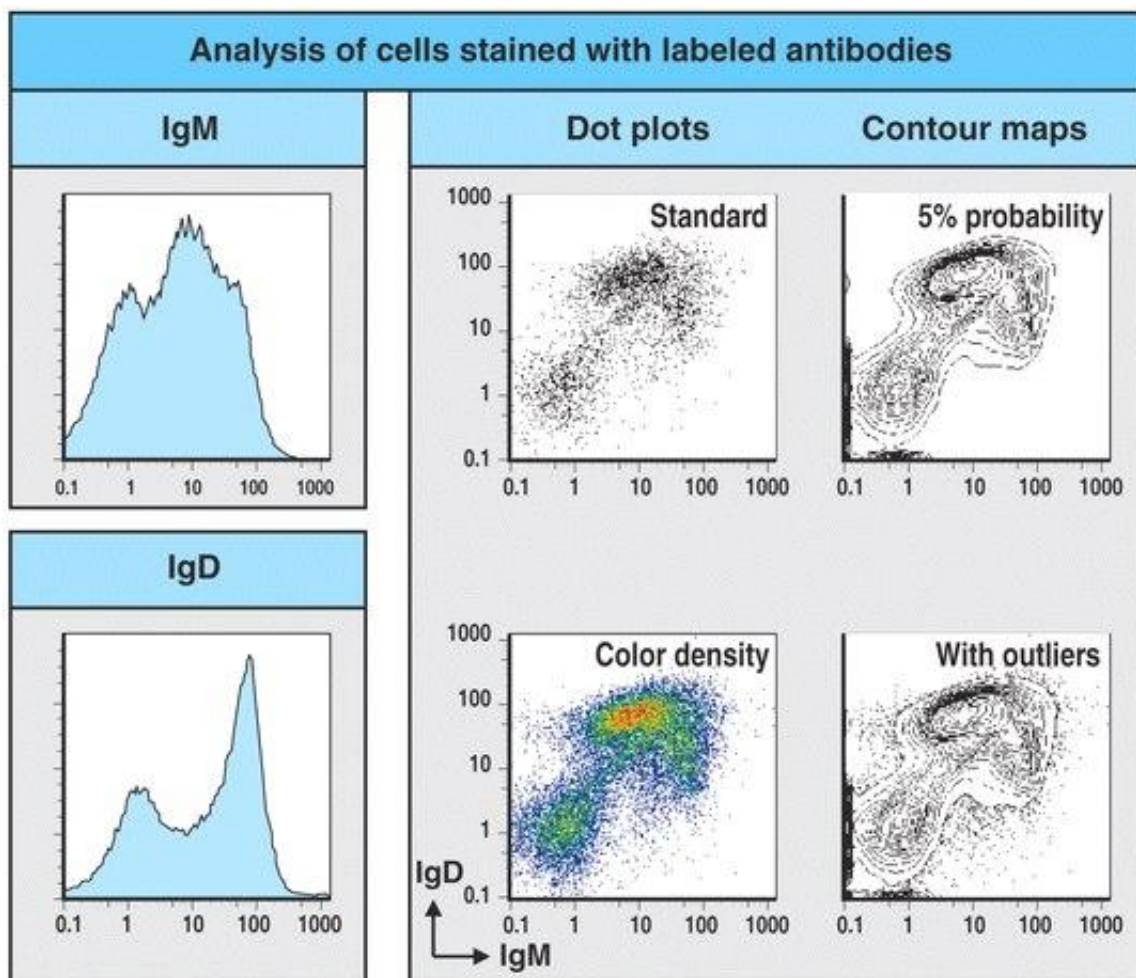 Analysis of cells stained with labeled antibodies
IgM
Dot plots
Contour maps
0.1 1 10 100 1000
1000
100
10
1
0.1
Standard
0.1 1 10 100 1000
5% probability
0.1 1 10 100 1000
IgD
0.1 1 10 100 1000
1000
100
10
1
0.1
Color density
0.1 1 10 100 1000
IgD
IgM
With outliers
0.1 1 10 100 1000